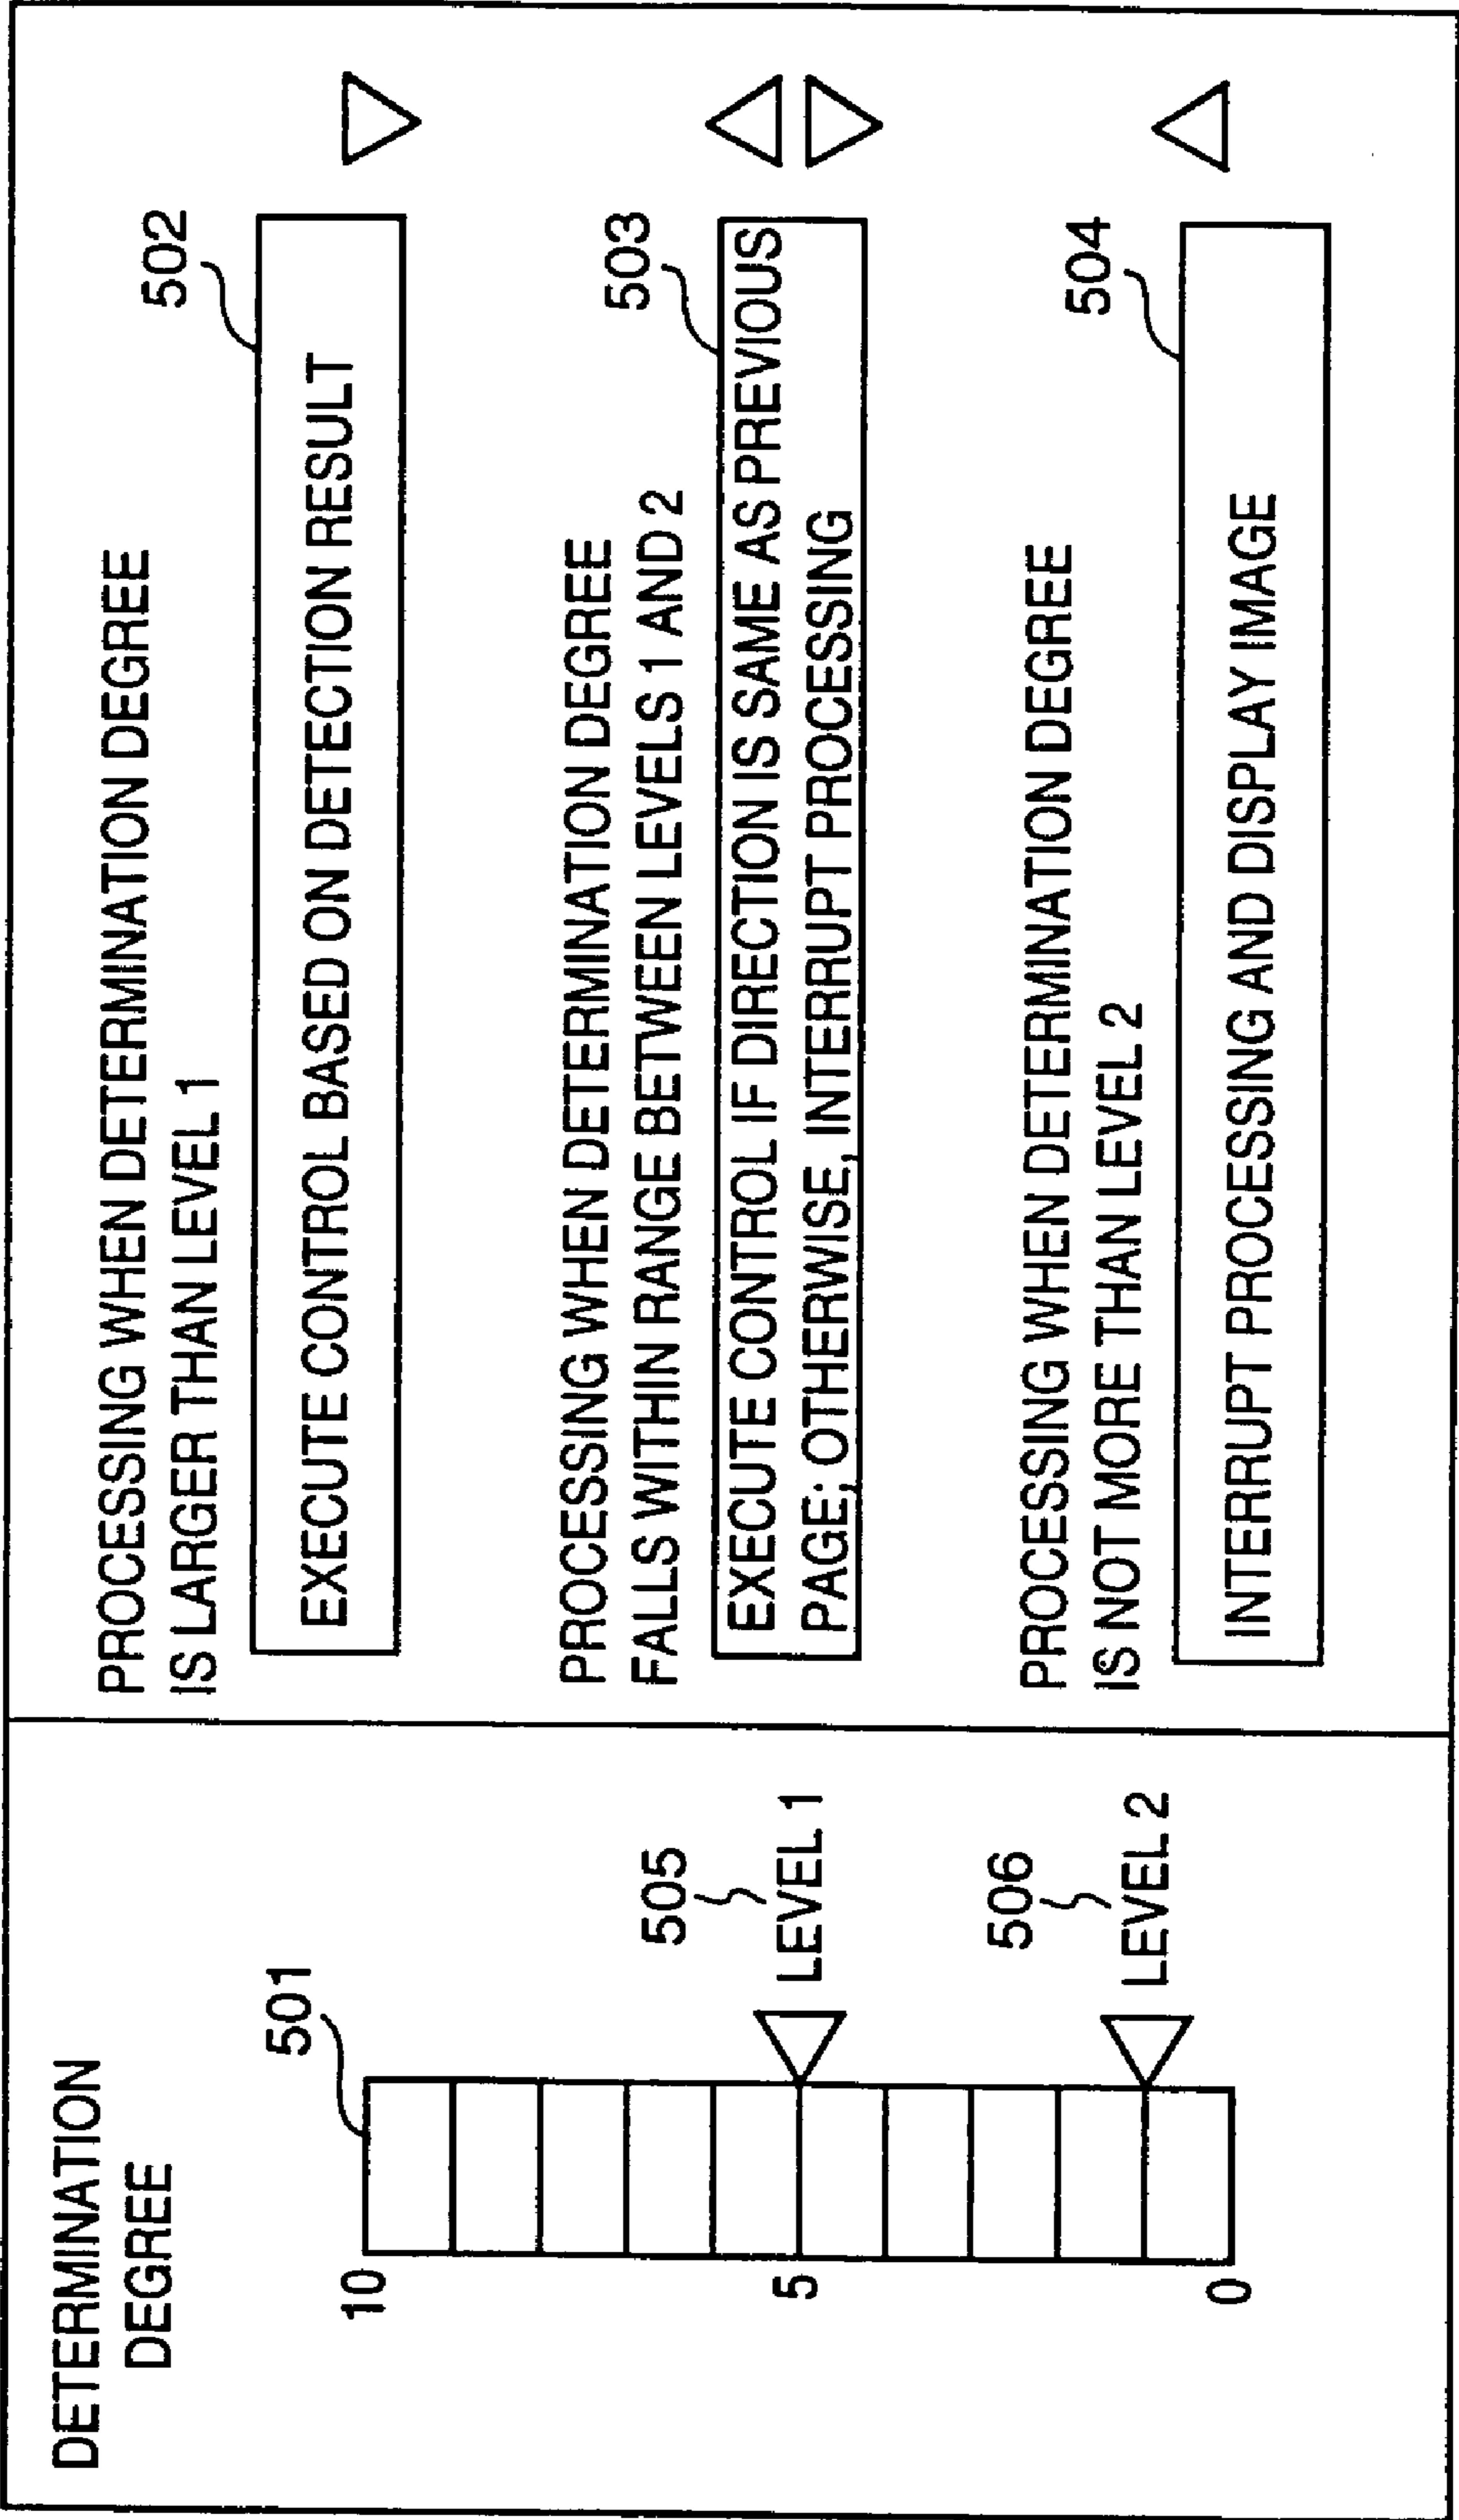 DETERMINATION
DEGREE
501
10
5
0
505
LEVEL 1
506
LEVEL 2
PROCESSING WHEN DETERMINATION DEGREE
IS LARGER THAN LEVEL 1
502
EXECUTE CONTROL BASED ON DETECTION RESULT
PROCESSING WHEN DETERMINATION DEGREE
FALLS WITHIN RANGE BETWEEN LEVELS 1 AND 2
503
EXECUTE CONTROL IF DIRECTION IS SAME AS PREVIOUS
PAGE; OTHERWISE, INTERRUPT PROCESSING
PROCESSING WHEN DETERMINATION DEGREE
IS NOT MORE THAN LEVEL 2
504
INTERRUPT PROCESSING AND DISPLAY IMAGE